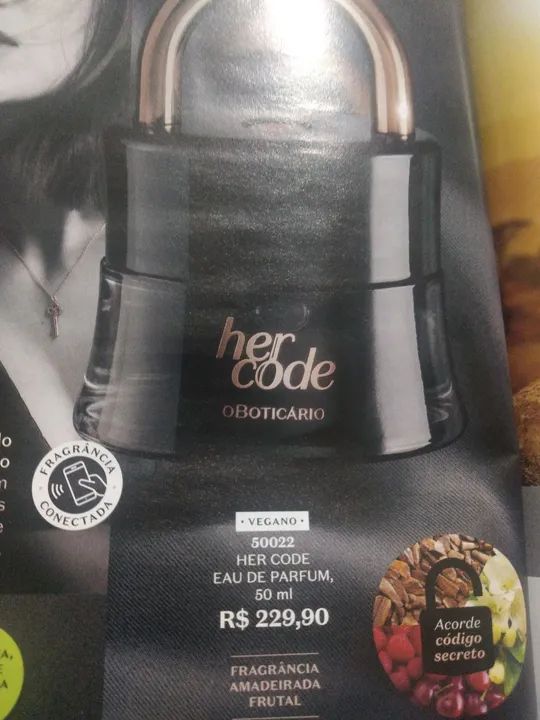 her
code
OBOTICÁRIO
FRAGRÂNCIA
CONECTADA
• VEGANO •
50022
HER CODE
EAU DE PARFUM,
50 ml
R$ 229,90
FRAGRÂNCIA
AMADEIRADA
FRUTAL
Acorde
código
secreto